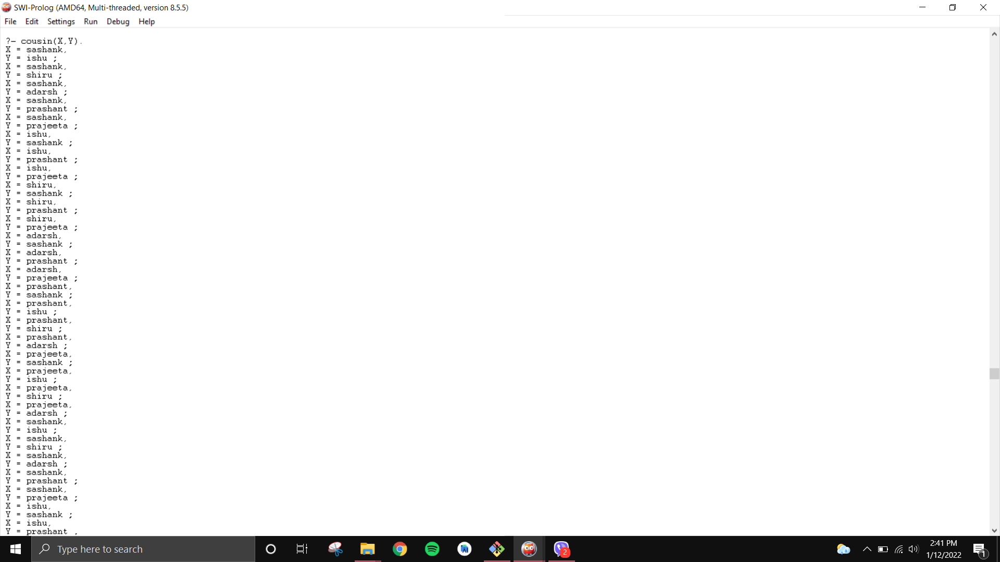 SWI-Prolog (AMD64, Multi-threaded, version 8.5.5)
File Edit Settings Run Debug Help
?- cousin(X,Y).
X = sashank,
Y = ishu ;
X = sashank,
Y = shiru ;
X = sashank,
Y = adarsh ;
X = sashank,
Y = prashant ;
X = sashank,
Y = prajeeta ;
X = ishu,
Y = sashank ;
X = ishu,
Y = prashant ;
X = ishu,
Y = prajeeta ;
X = shiru,
Y = sashank ;
X = shiru,
Y = prashant ;
X = shiru,
Y = prajeeta ;
X = adarsh,
Y = sashank ;
X = adarsh,
Y = prashant ;
X = adarsh,
Y = prajeeta ;
X = prashant,
Y = sashank ;
X = prashant,
Y = ishu ;
X = prashant,
Y = shiru ;
X = prashant,
Y = adarsh ;
X = prajeeta,
Y = sashank ;
X = prajeeta,
Y = ishu ;
X = prajeeta,
Y = shiru ;
X = prajeeta,
Y = adarsh ;
X = sashank,
Y = ishu ;
X = sashank,
Y = shiru ;
X = sashank,
Y = adarsh ;
X = sashank,
Y = prashant ;
X = sashank,
Y = prajeeta ;
X = ishu,
Y = sashank ;
X = ishu,
Y = prashant ,
Type here to search
2
2:41 PM
1/12/2022
1